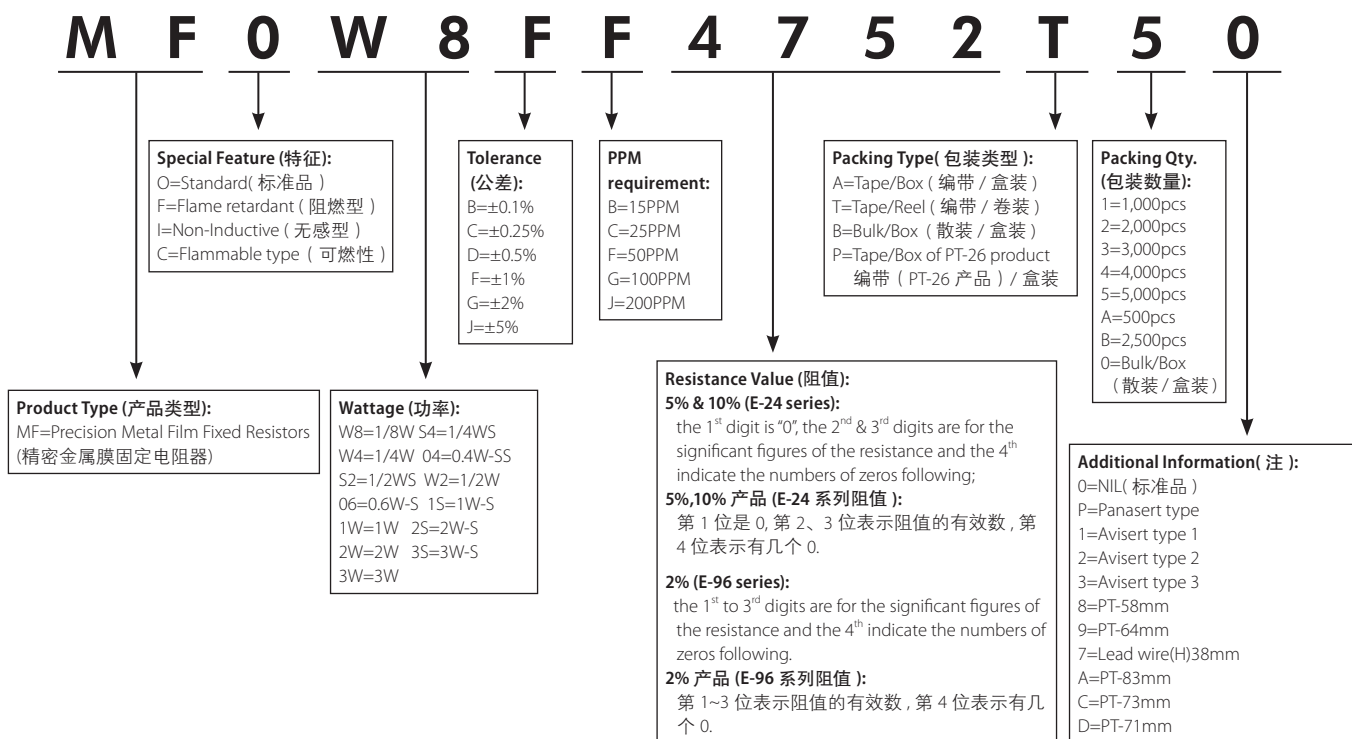 MF0W8FF4752T50
Special Feature (特征):
O=Standard( 标准品 )
F=Flame retardant ( 阻燃型 )
I=Non-Inductive ( 无感型 )
C=Flammable type ( 可燃性 )
Tolerance
(公差):
B=±0.1%
C=±0.25%
D=±0.5%
F=±1%
G=±2%
J=±5%
PPM
requirement:
B=15PPM
C=25PPM
F=50PPM
G=100PPM
J=200PPM
Packing Type( 包装类型 ):
A=Tape/Box ( 编带 / 盒装 )
T=Tape/Reel ( 编带 / 卷装 )
B=Bulk/Box ( 散装 / 盒装 )
P=Tape/Box of PT-26 product
编带 ( PT-26 产品 ) / 盒装
Packing Qty.
(包装数量):
1=1,000pcs
2=2,000pcs
3=3,000pcs
4=4,000pcs
5=5,000pcs
A=500pcs
B=2,500pcs
0=Bulk/Box
( 散装 / 盒装 )
Product Type (产品类型):
MF=Precision Metal Film Fixed Resistors
(精密金属膜固定电阻器)
Wattage (功率):
W8=1/8W S4=1/4WS
W4=1/4W 04=0.4W-SS
S2=1/2WS W2=1/2W
06=0.6W-S 1S=1W-S
1W=1W 2S=2W-S
2W=2W 3S=3W-S
3W=3W
Resistance Value (阻值):
5% & 10% (E-24 series):
the 1st digit is "0", the 2nd & 3rd digits are for the
significant figures of the resistance and the 4th
indicate the numbers of zeros following;
5%,10% 产品 (E-24 系列阻值 ):
第 1 位是 0, 第 2、3 位表示阻值的有效数 , 第
4 位表示有几个 0.
2% (E-96 series):
the 1st to 3rd digits are for the significant figures of
the resistance and the 4th indicate the numbers of
zeros following.
2% 产品 (E-96 系列阻值 ):
第 1~3 位表示阻值的有效数 , 第 4 位表示有几
个 0.
Additional Information( 注 ):
0=NIL( 标准品 )
P=Panasert type
1=Avisert type 1
2=Avisert type 2
3=Avisert type 3
8=PT-58mm
9=PT-64mm
7=Lead wire(H)38mm
A=PT-83mm
C=PT-73mm
D=PT-71mm